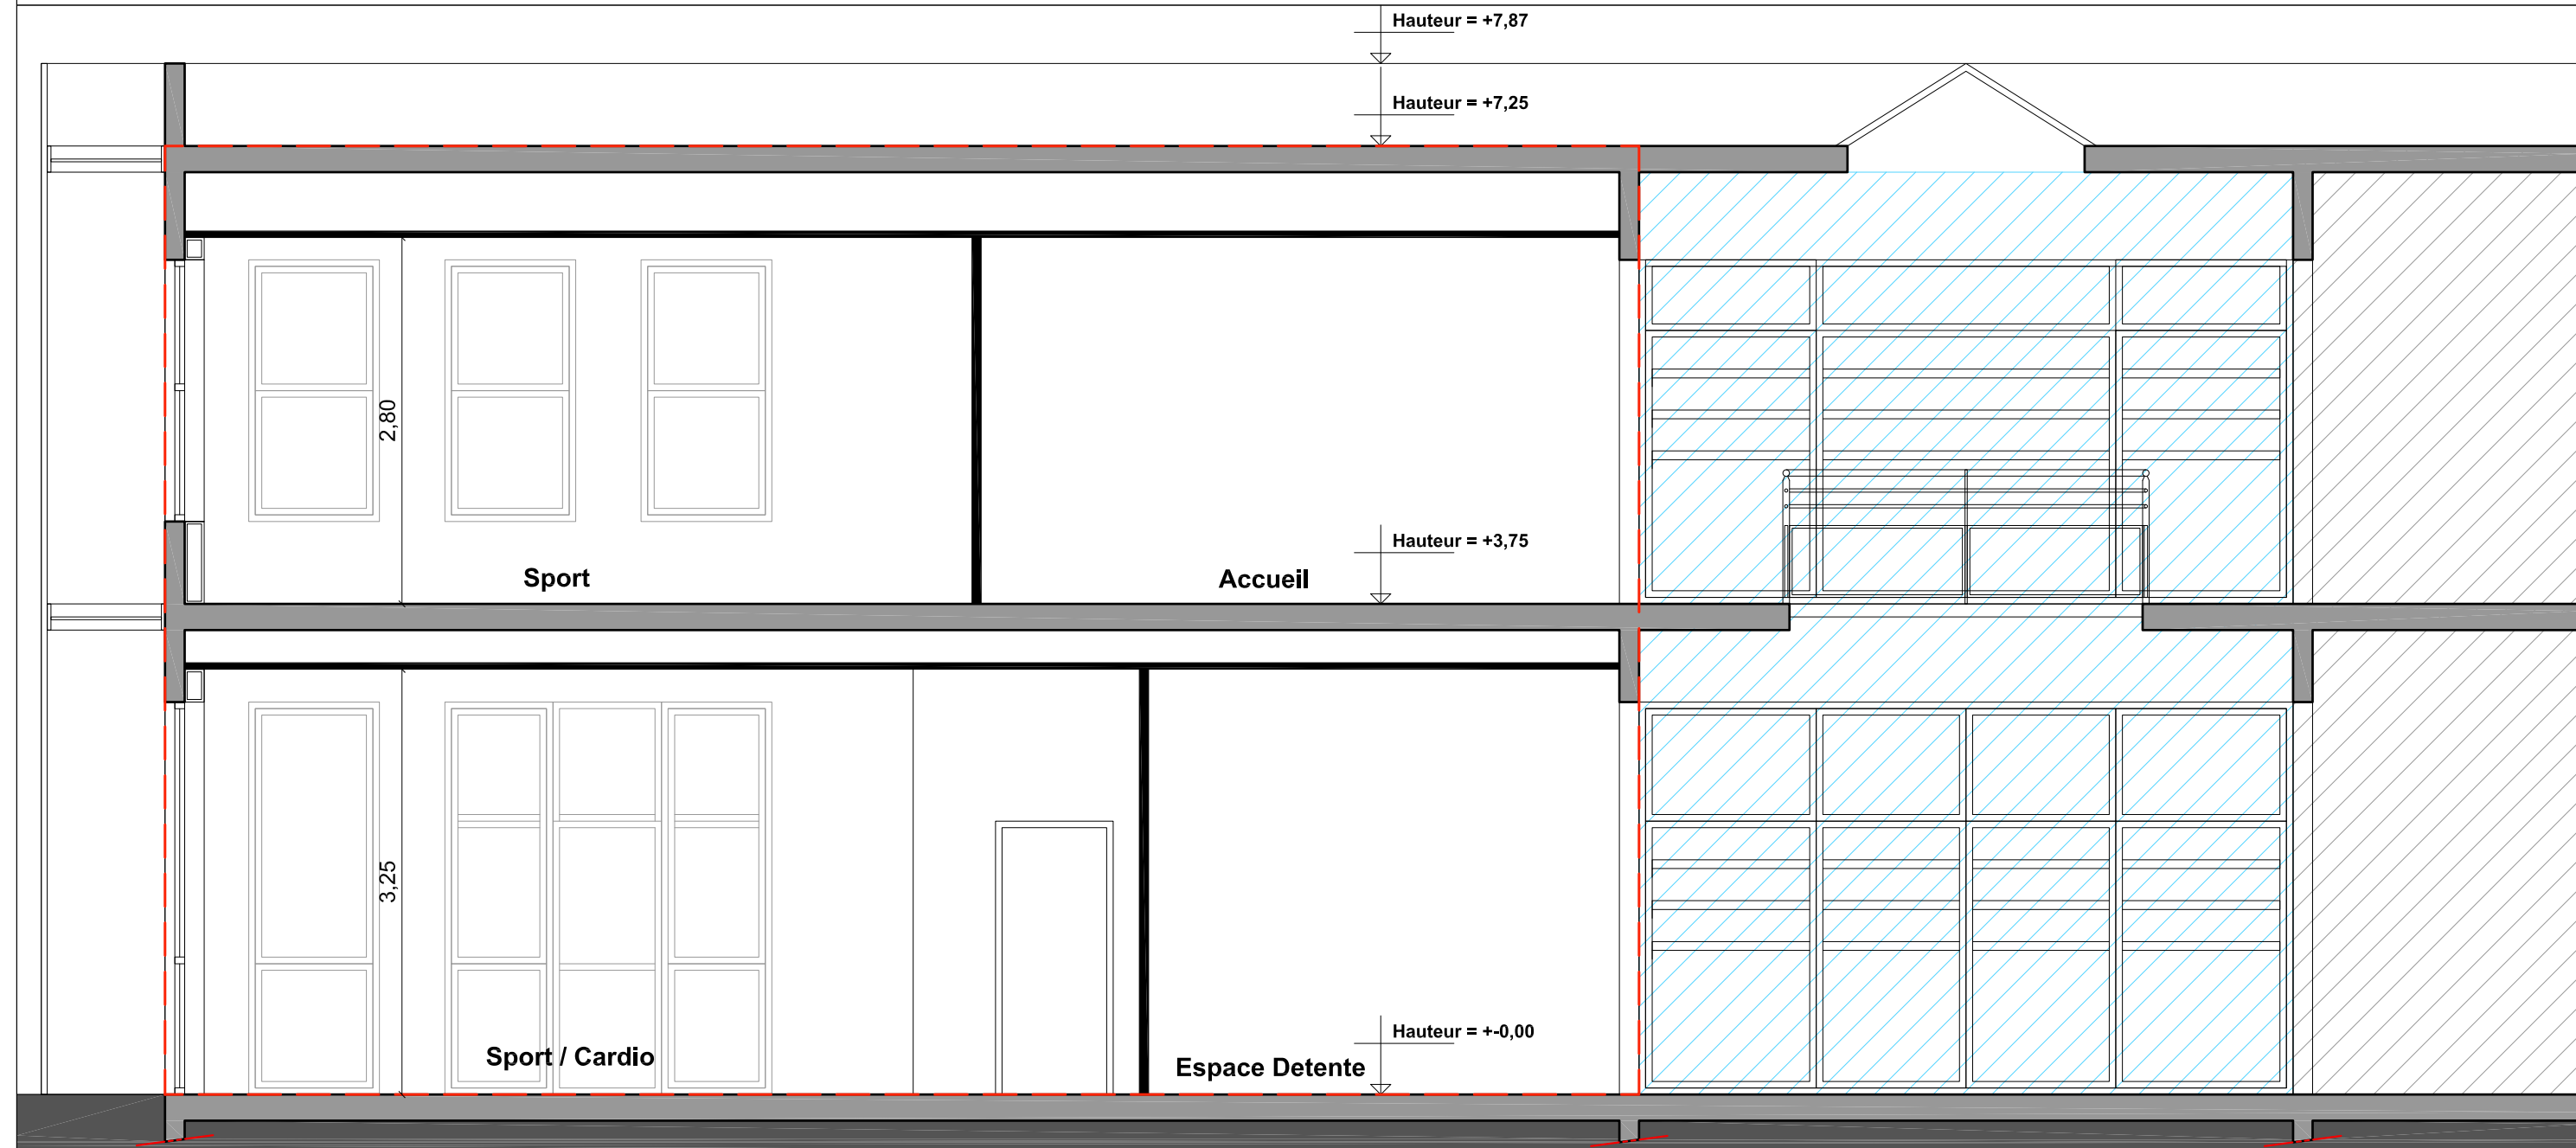 Hauteur = +7,87
Hauteur = +7,25
2,80
Hauteur = +3,75
Sport
Accueil
3,25
Hauteur = +-0,00
Sport / Cardio
Espace Detente